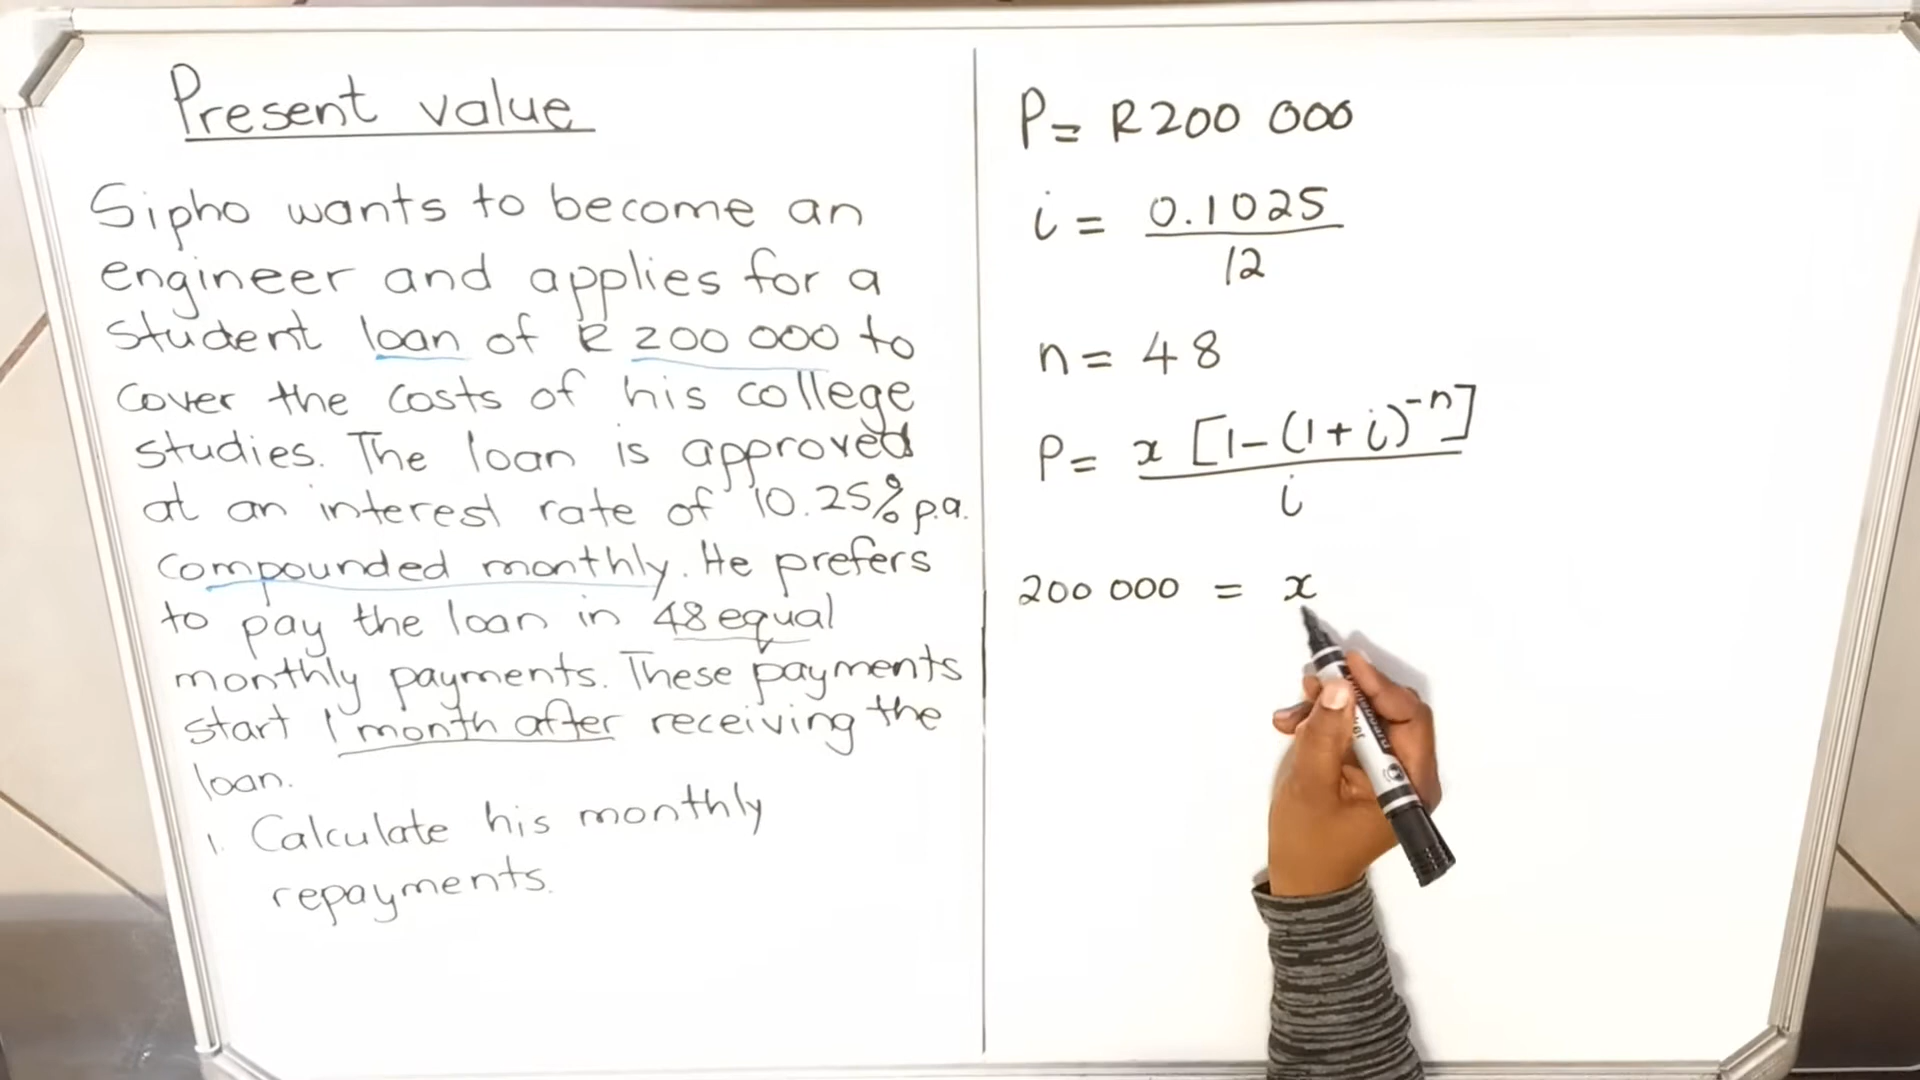 Present value
Sipho wants to become an
engineer and applies for a
student loan of R 200 000 to
cover the costs of his college
studies. The loan is approved
at an interest rate of 10.25% p.a.
compounded monthly. He prefers
to pay the loan in 48 equal
monthly payments. These payments
start 1 month after receiving the
loan.
1. Calculate his monthly
repayments.
P = R200 000
i = 0.1025
12
n = 48
P = x [1-(1+i)^-n]
i
200 000 = x